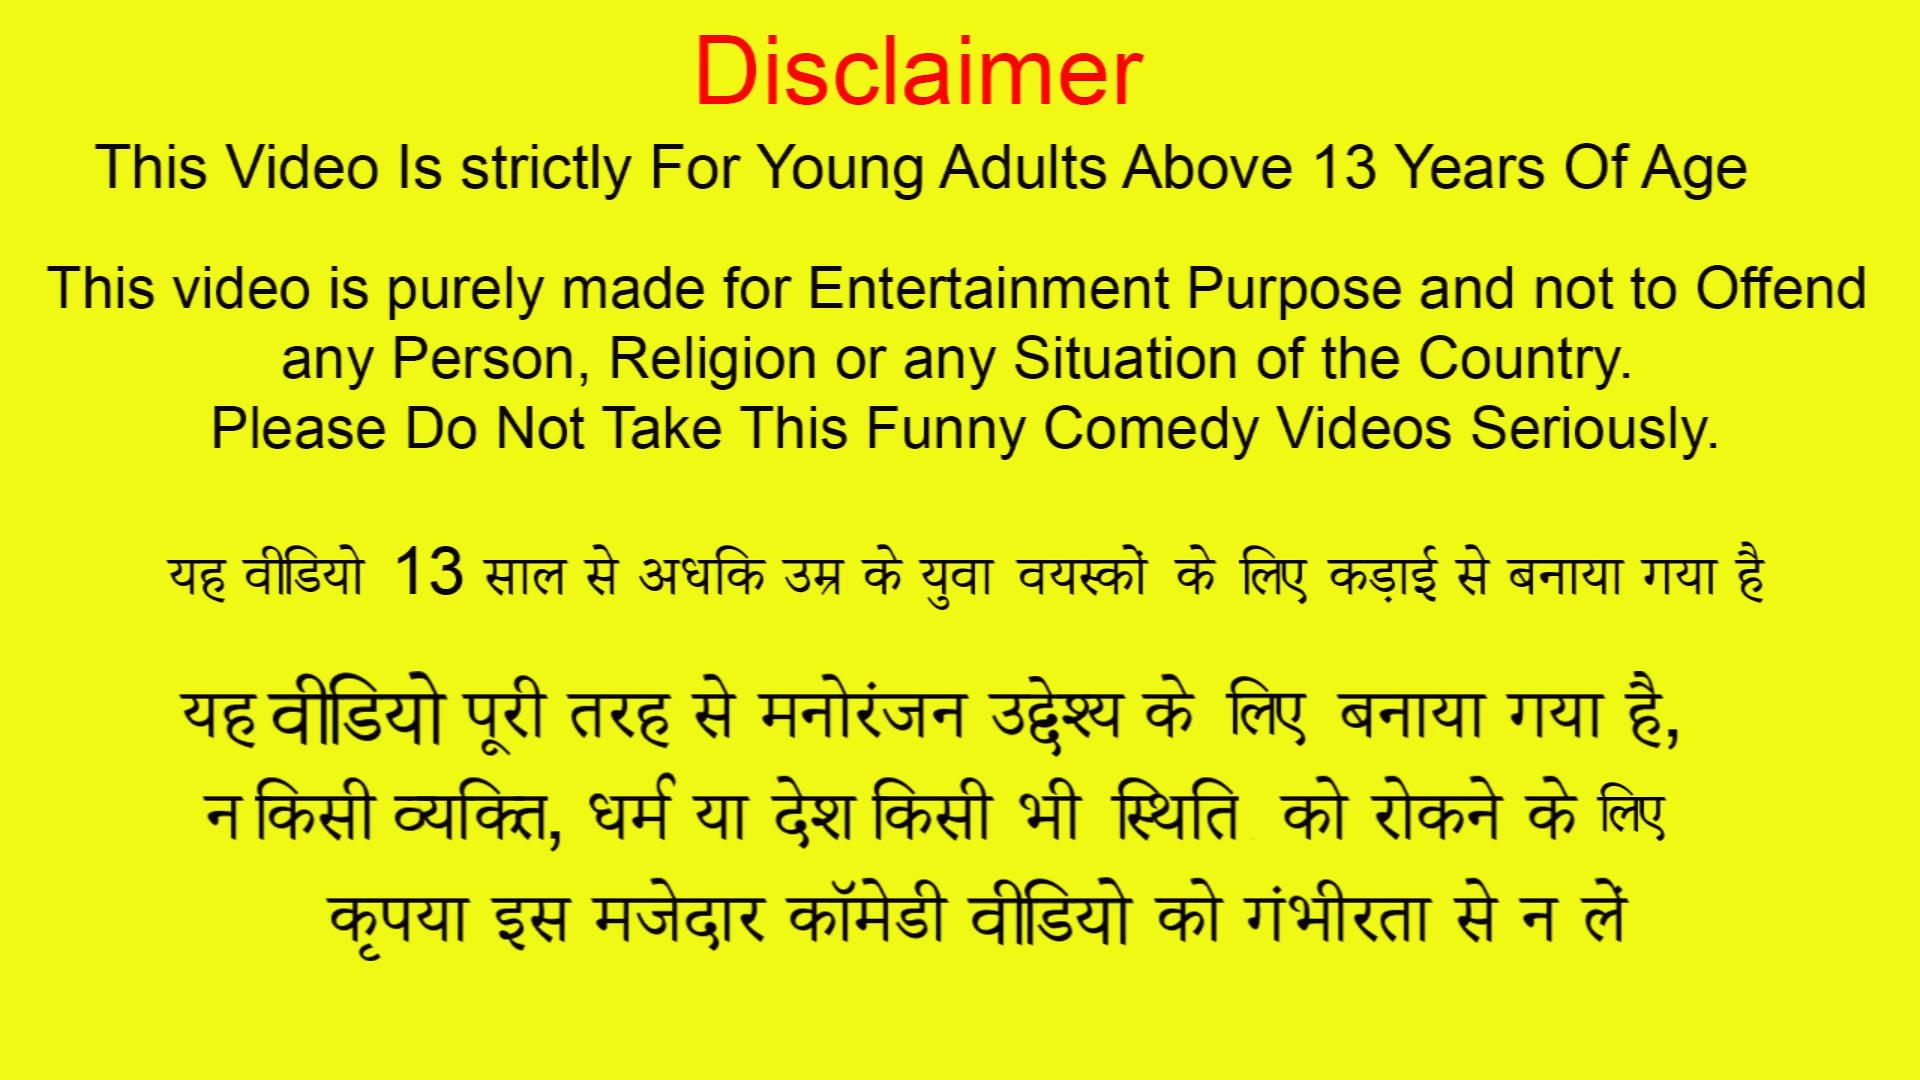 Disclaimer
This Video Is strictly For Young Adults Above 13 Years Of Age
This video is purely made for Entertainment Purpose and not to Offend
any Person, Religion or any Situation of the Country.
Please Do Not Take This Funny Comedy Videos Seriously.
यह वीडियो 13 साल से अधकि उम्र के युवा वयस्कों के लिए कड़ाई से बनाया गया है
यह वीडियो पूरी तरह से मनोरंजन उद्देश्य के लिए बनाया गया है,
न किसी व्यक्ति, धर्म या देश किसी भी स्थिति को रोकने के लिए
कृपया इस मजेदार कॉमेडी वीडियो को गंभीरता से न लें